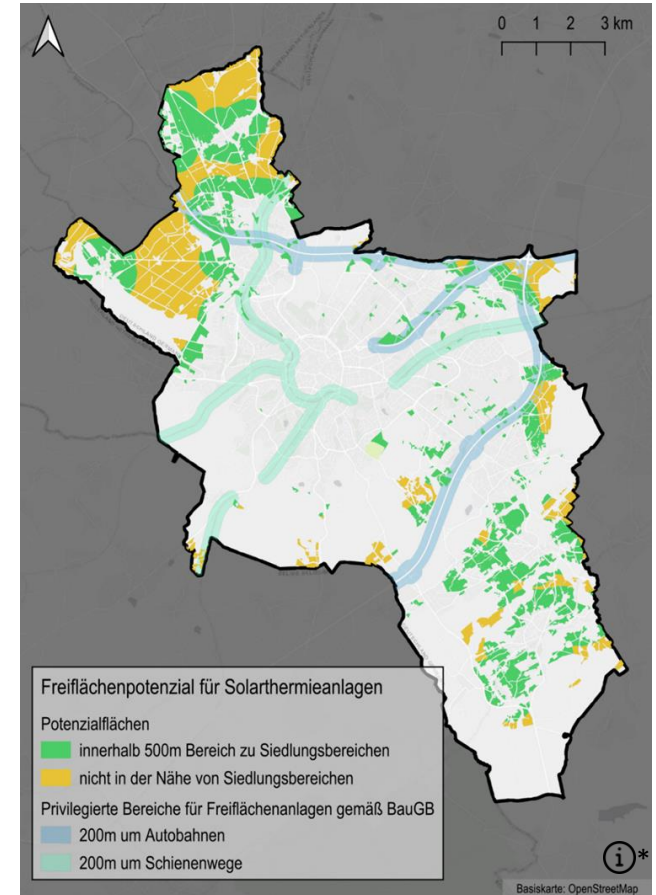 0 1 2 3 km
Freiflächenpotenzial für Solarthermieanlagen
Potenzialflächen
innerhalb 500m Bereich zu Siedlungsbereichen
nicht in der Nähe von Siedlungsbereichen
Privilegierte Bereiche für Freiflächenanlagen gemäß BauGB
200m um Autobahnen
200m um Schienenwege
i*
Basiskarte: OpenStreetMap